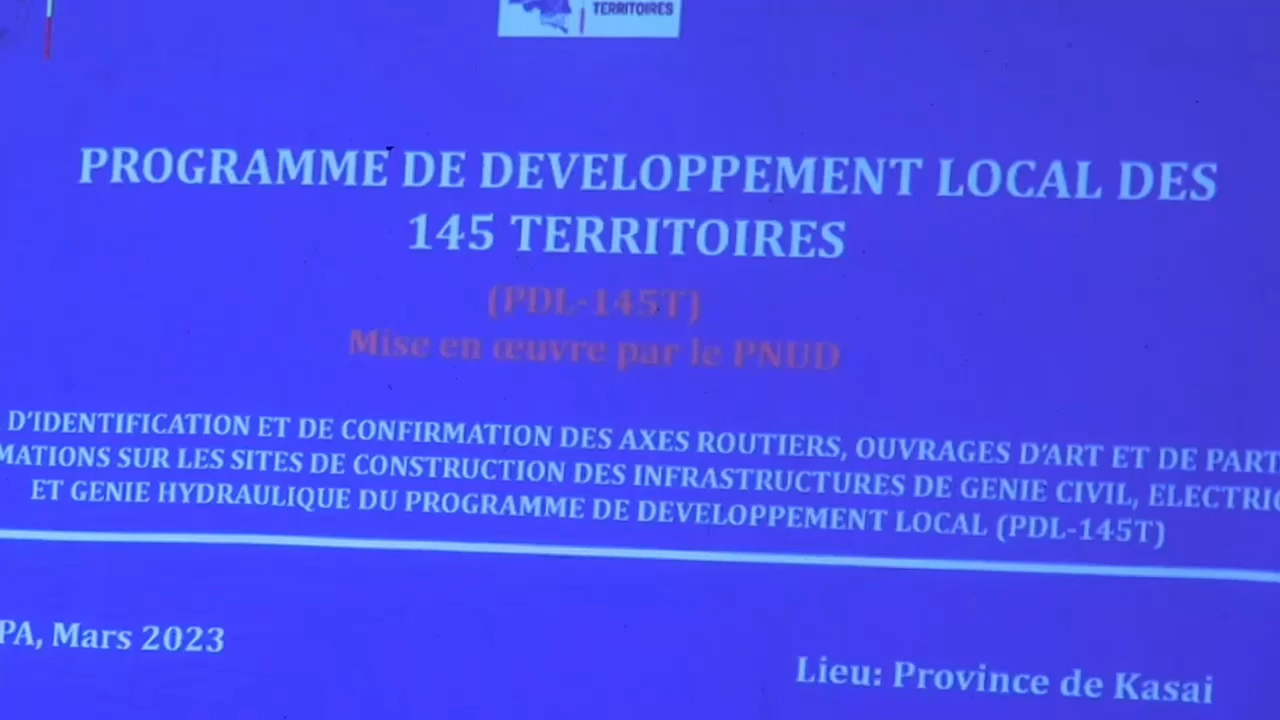 TERRITOIRES
PROGRAMME DE DEVELOPPEMENT LOCAL DES
145 TERRITOIRES
(PDL-145T)
Mise en œuvre par le PNUD
D'IDENTIFICATION ET DE CONFIRMATION DES AXES ROUTIERS, OUVRAGES D'ART ET DE PART
MATIONS SUR LES SITES DE CONSTRUCTION DES INFRASTRUCTURES DE GENIE CIVIL, ELECTRI
ET GENIE HYDRAULIQUE DU PROGRAMME DE DEVELOPPEMENT LOCAL (PDL-145T)
PA, Mars 2023
Lieu: Province de Kasai